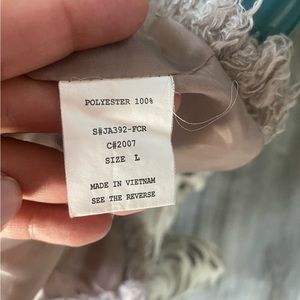 POLYESTER 100%
S#JA392-FCR
C#2007
SIZE L
MADE IN VIETNAM
SEE THE REVERSE